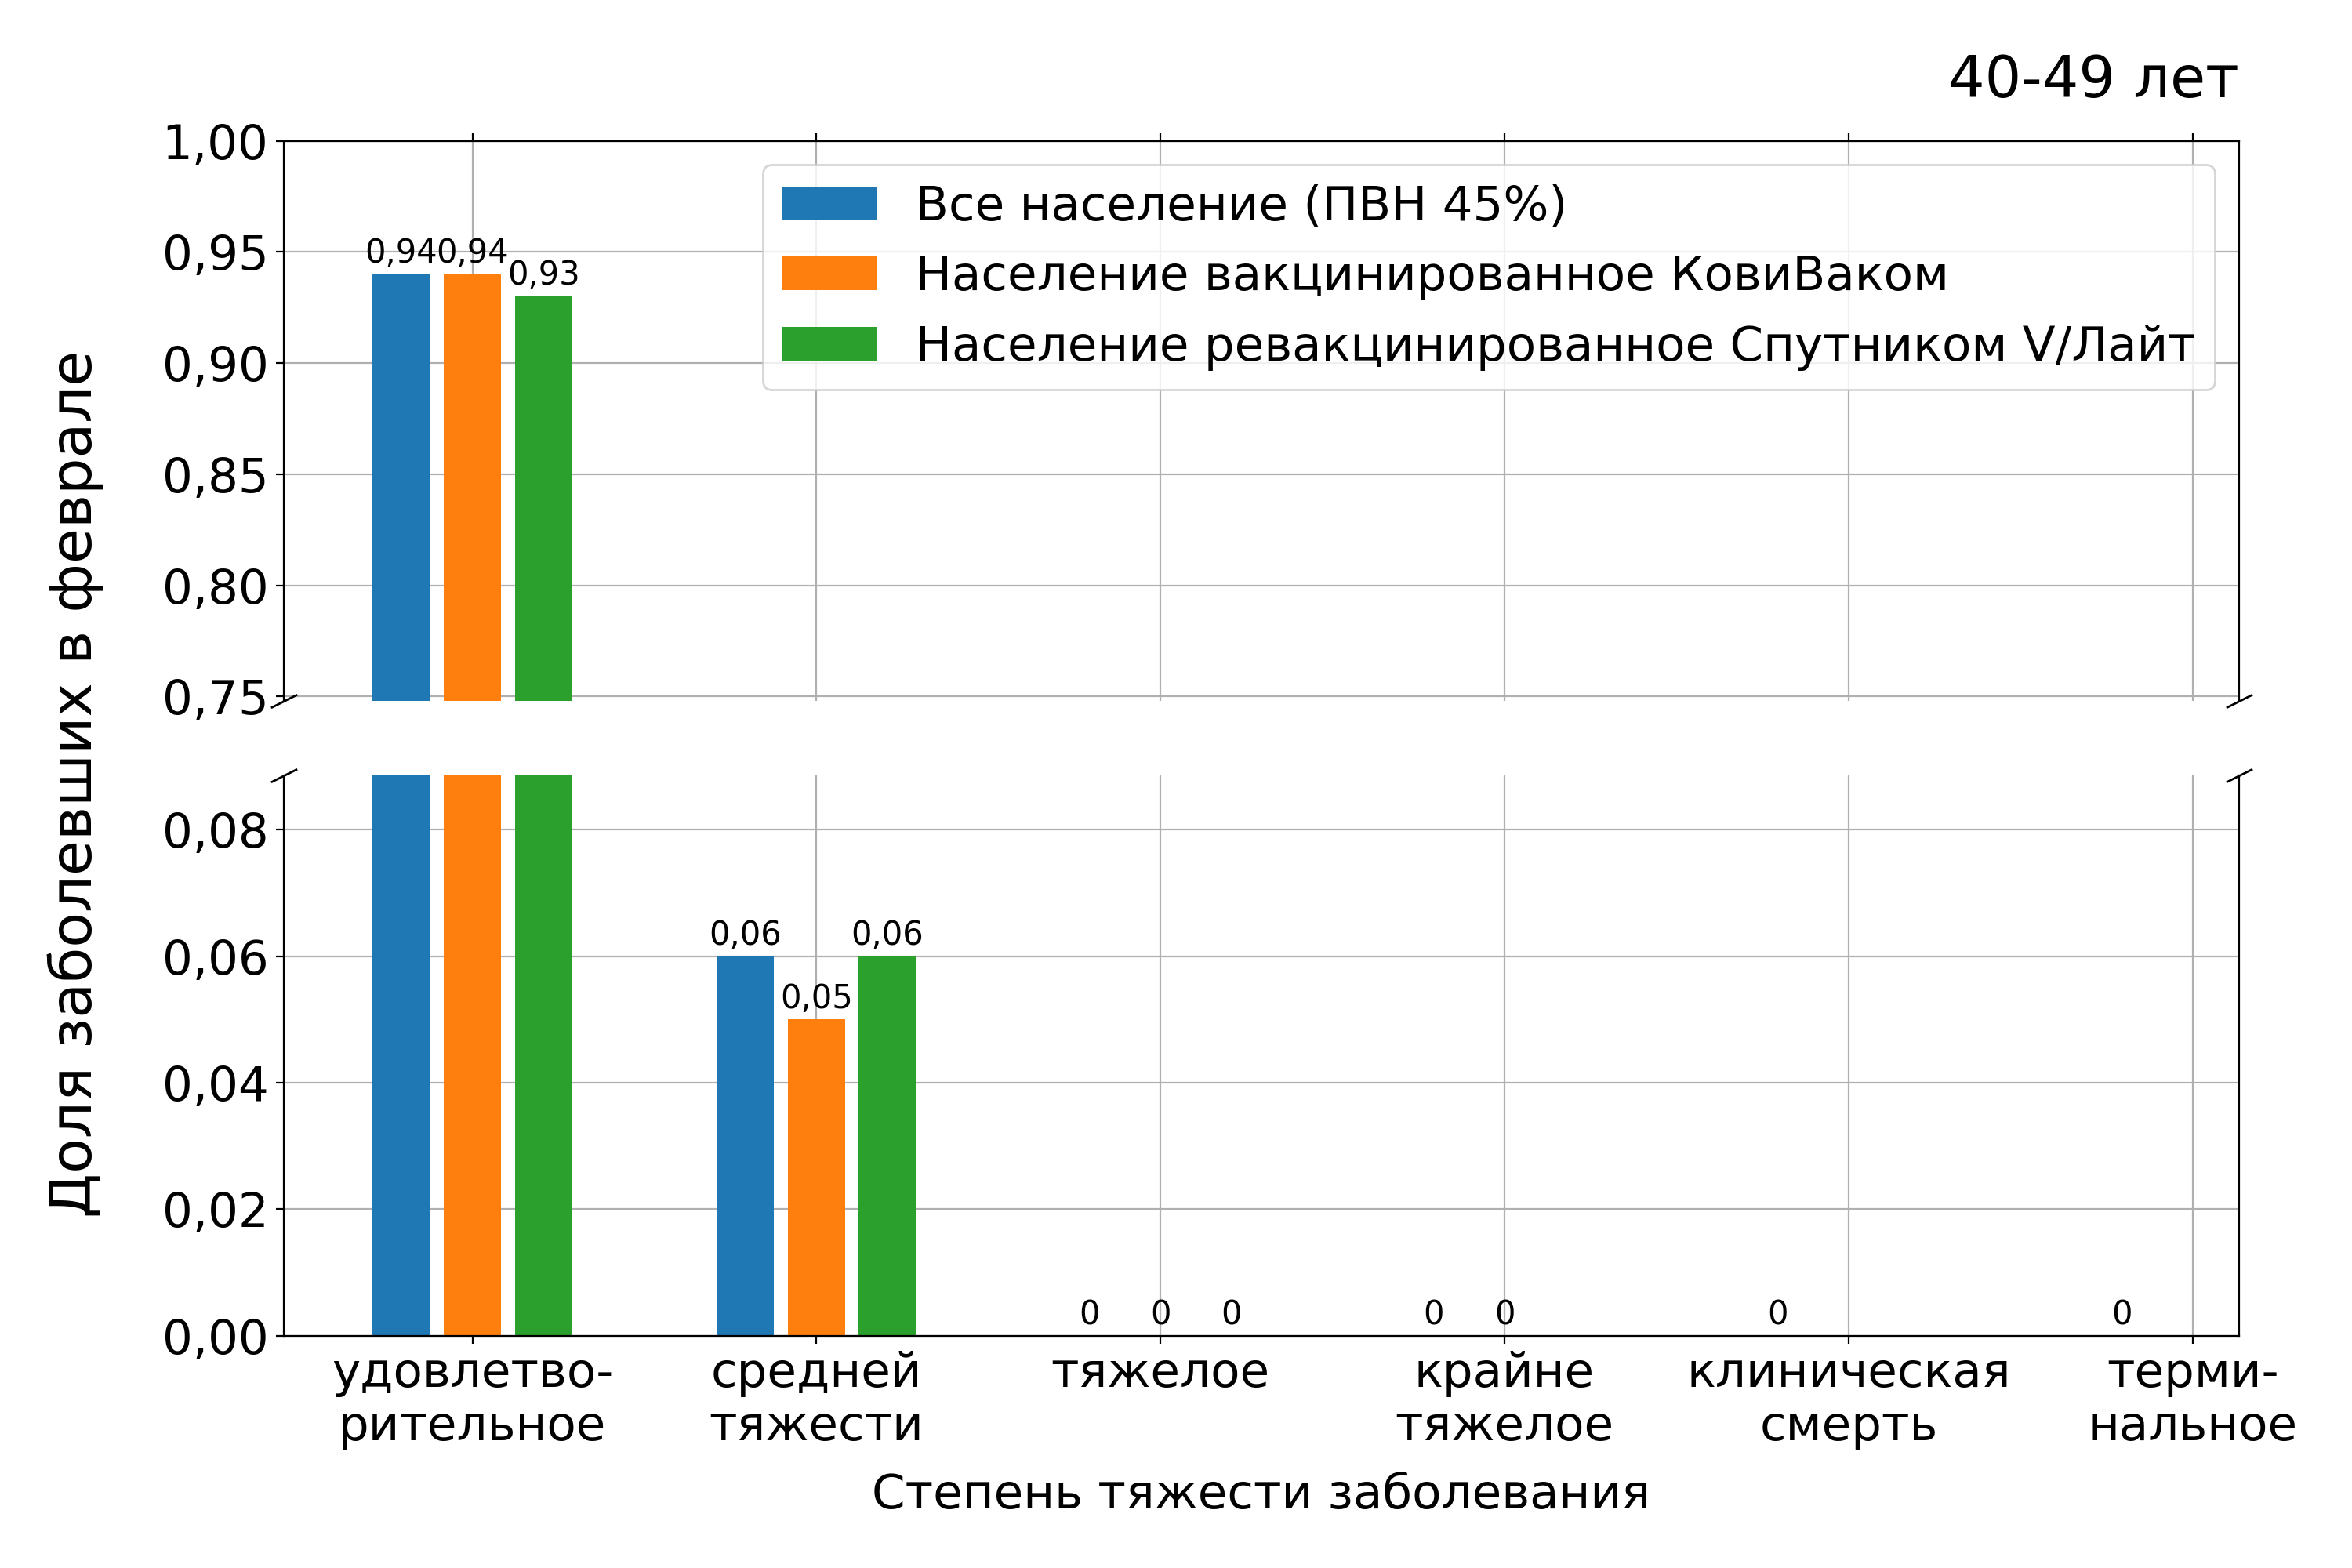 40-49 лет
1,00
0,95
0,90
0,85
0,80
0,75
0,08
0,06
0,04
0,02
0,00
Доля заболевших в феврале
Все население (ПВН 45%)
Население вакцинированное КовиВаком
Население ревакцинированное Спутником V/Лайт
0,94
0,94
0,93
0,06
0,05
0,06
0 0 0
0 0
0
0
удовлетво-
рительное
средней
тяжести
тяжелое
крайне
тяжелое
клиническая
смерть
терми-
нальное
Степень тяжести заболевания